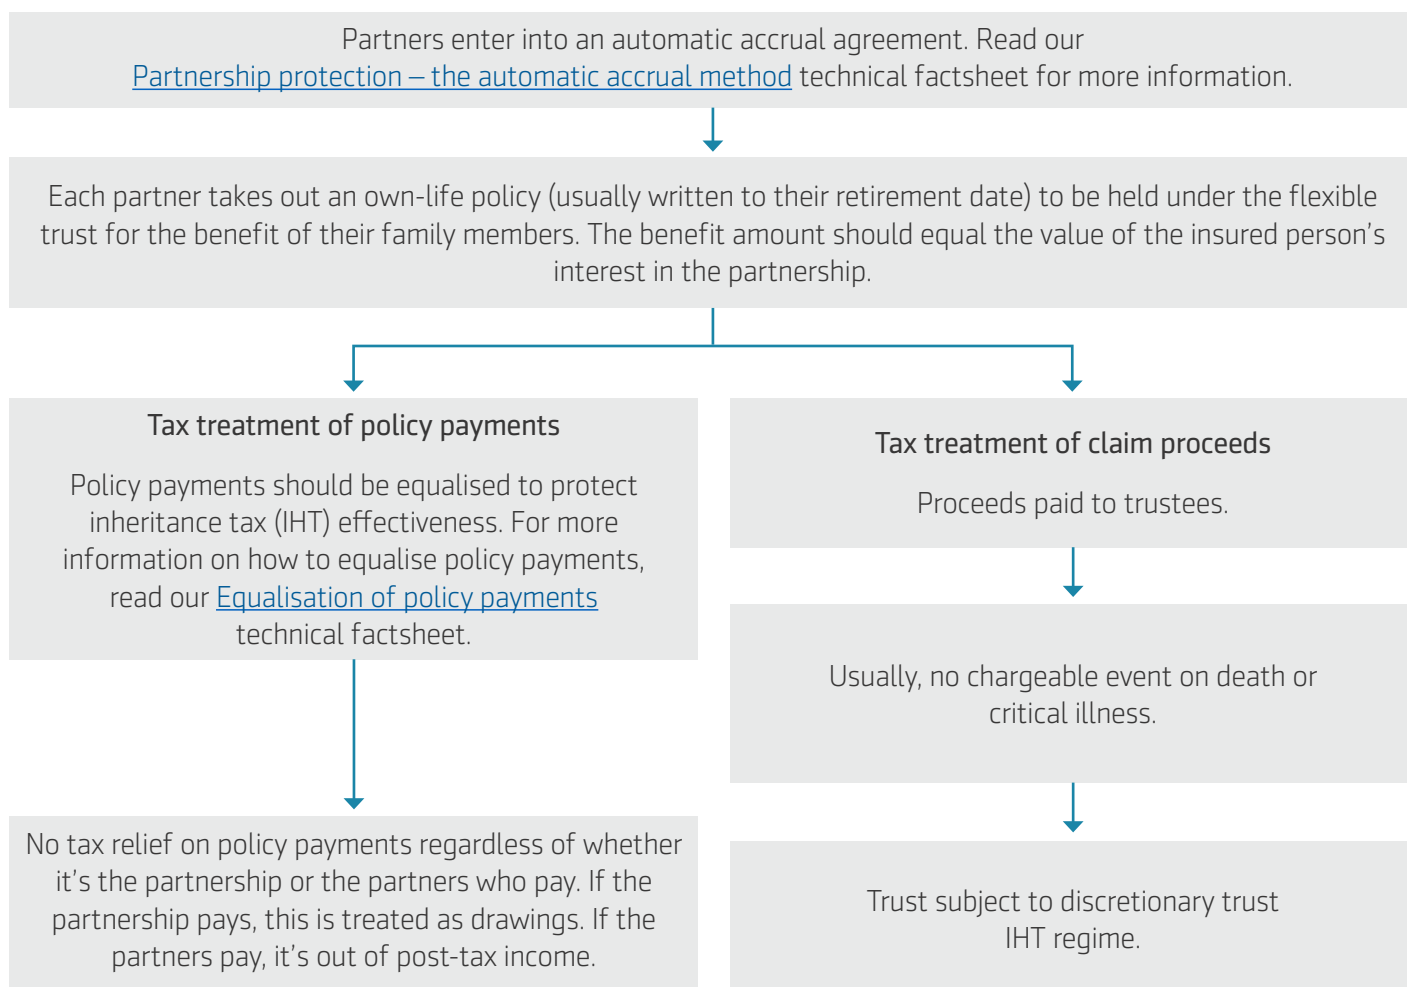 Partners enter into an automatic accrual agreement. Read our
Partnership protection – the automatic accrual method technical factsheet for more information.
Each partner takes out an own-life policy (usually written to their retirement date) to be held under the flexible
trust for the benefit of their family members. The benefit amount should equal the value of the insured person’s
interest in the partnership.
Tax treatment of policy payments
Policy payments should be equalised to protect
inheritance tax (IHT) effectiveness. For more
information on how to equalise policy payments,
read our Equalisation of policy payments
technical factsheet.
No tax relief on policy payments regardless of whether
it’s the partnership or the partners who pay. If the
partnership pays, this is treated as drawings. If the
partners pay, it’s out of post-tax income.
Tax treatment of claim proceeds
Proceeds paid to trustees.
Usually, no chargeable event on death or
critical illness.
Trust subject to discretionary trust
IHT regime.